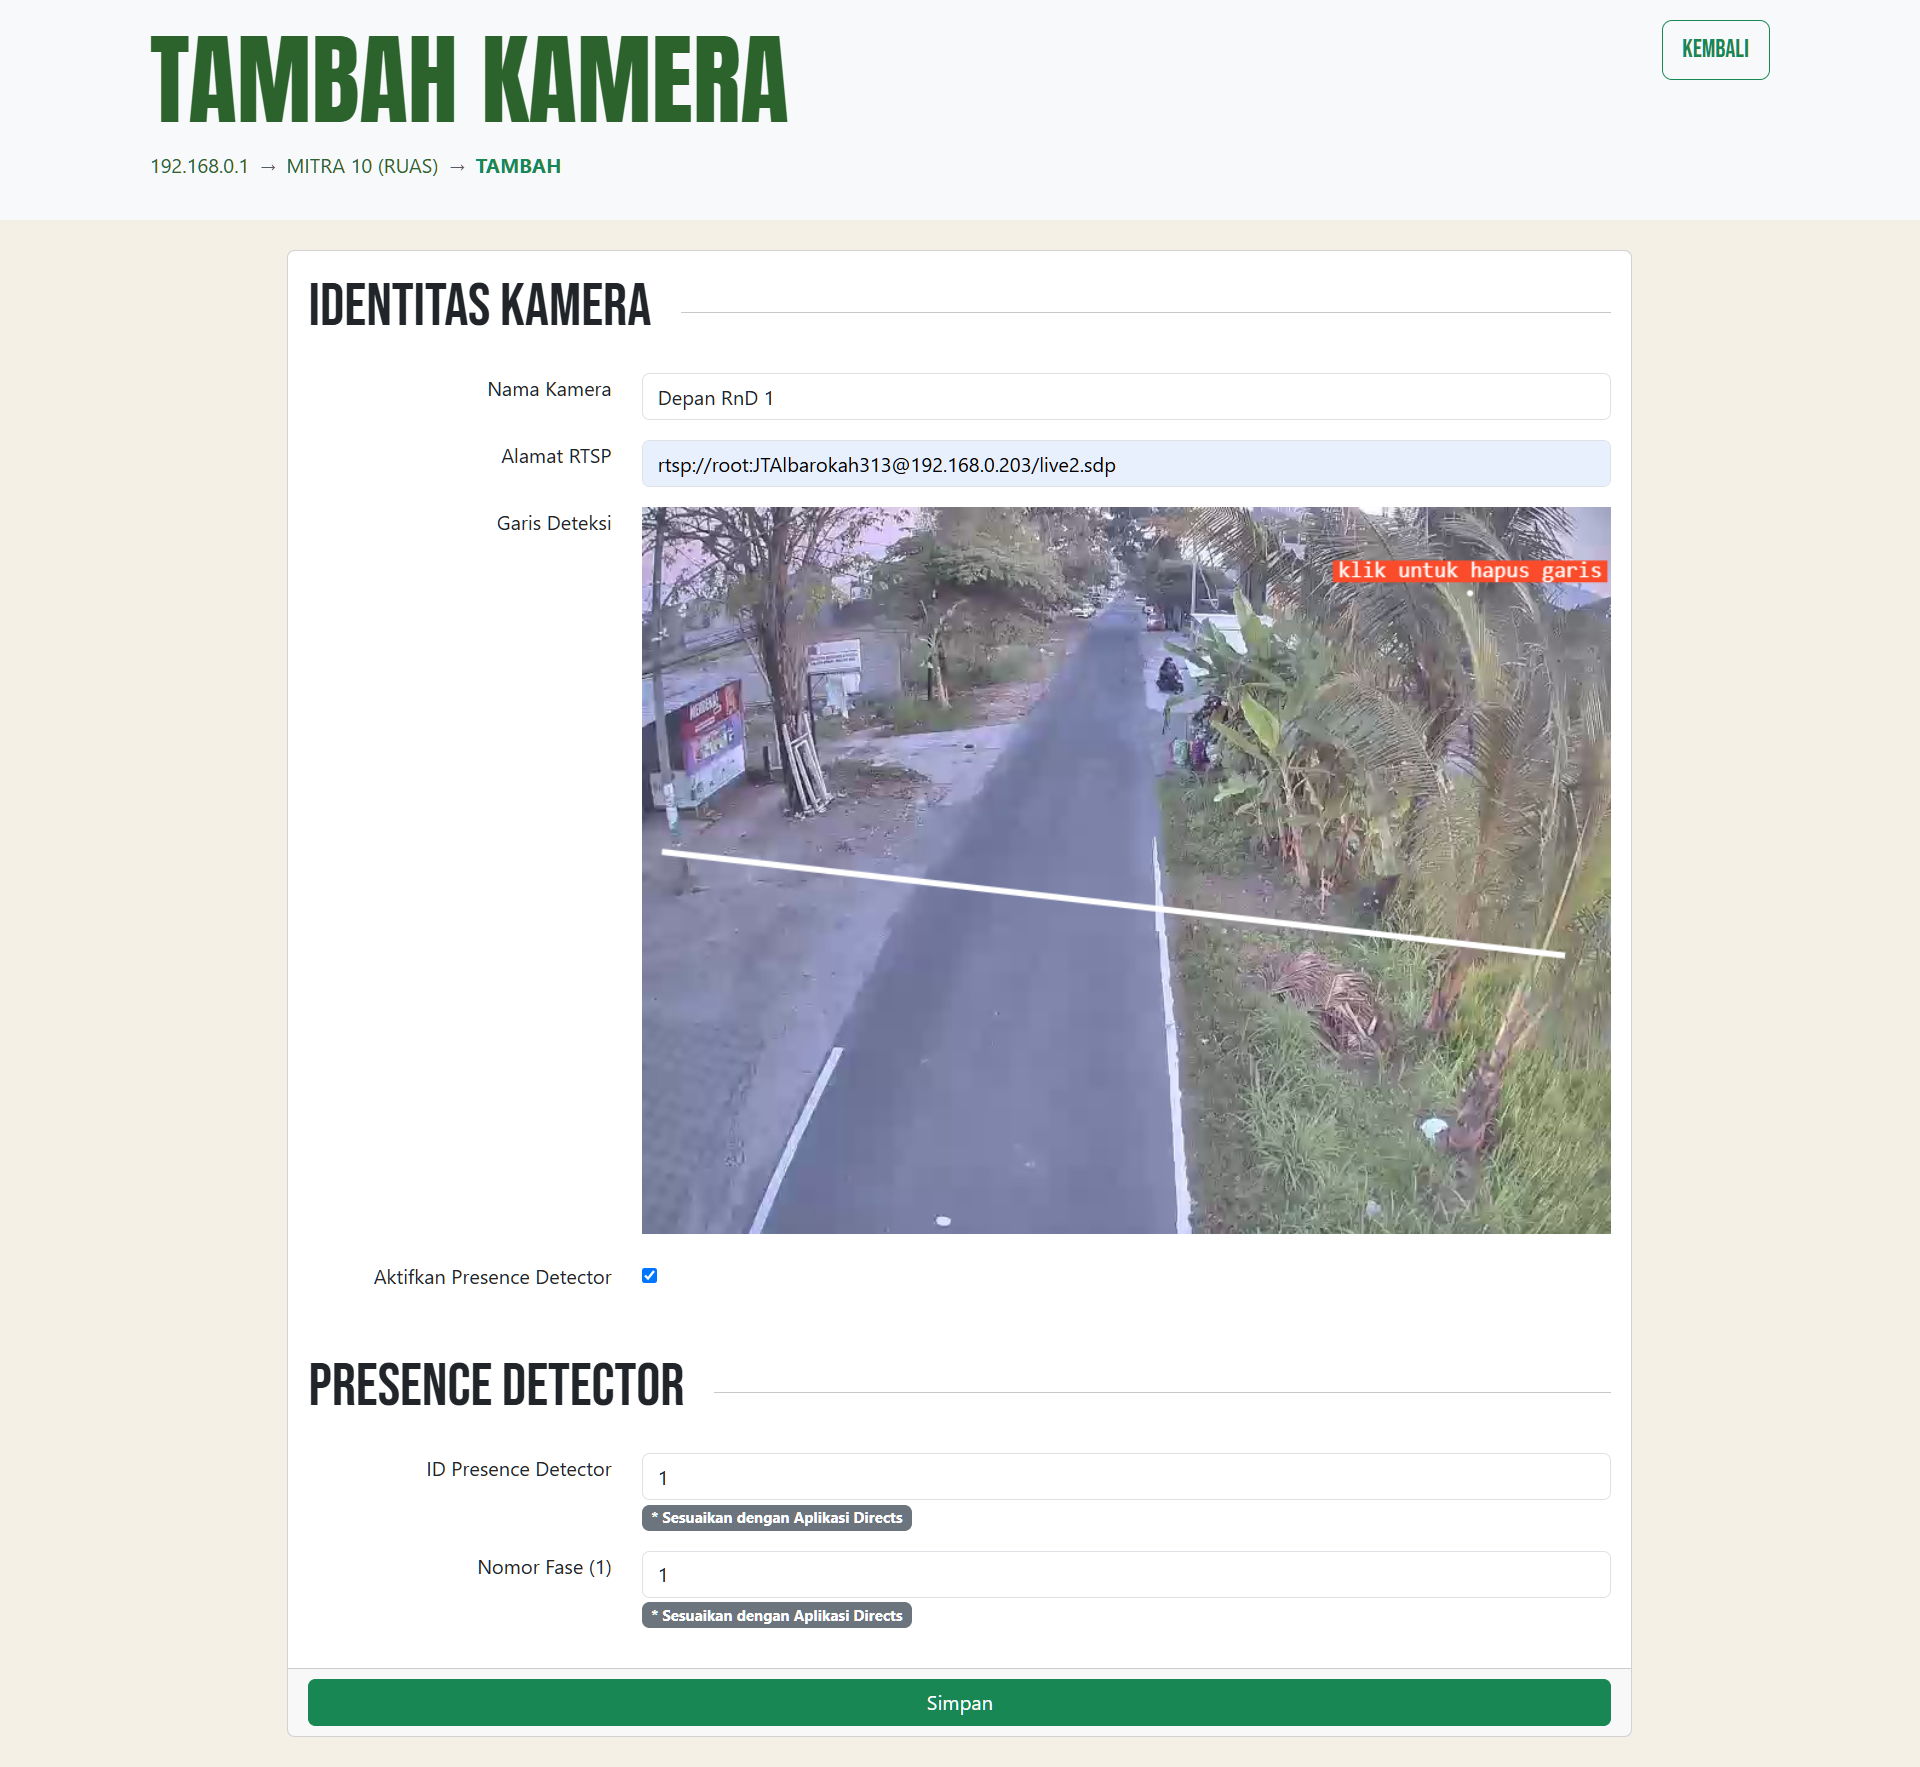 TAMBAH KAMERA
KEMBALI
192.168.0.1 → MITRA 10 (RUAS) → TAMBAH
IDENTITAS KAMERA
Nama Kamera
Depan RnD 1
Alamat RTSP
rtsp://root:JTAlbarokah313@192.168.0.203/live2.sdp
Garis Deteksi
klik untuk hapus garis
Aktifkan Presence Detector
PRESENCE DETECTOR
ID Presence Detector
1
* Sesuaikan dengan Aplikasi Directs
Nomor Fase (1)
1
* Sesuaikan dengan Aplikasi Directs
Simpan